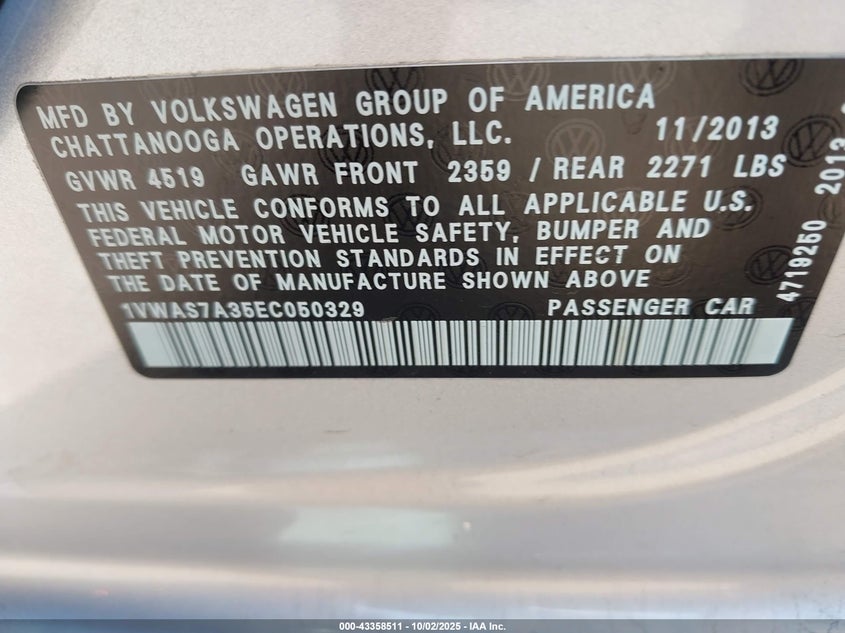 MFD BY VOLKSWAGEN GROUP OF AMERICA
CHATTANOOGA OPERATIONS, LLC. 11/2013
GVWR 4519 GAWR FRONT 2359 / REAR 2271 LBS
THIS VEHICLE CONFORMS TO ALL APPLICABLE U.S.
FEDERAL MOTOR VEHICLE SAFETY, BUMPER AND
THEFT PREVENTION STANDARDS IN EFFECT ON
THE DATE OF MANUFACTURE SHOWN ABOVE
1VWAS7A35EC050329 PASSENGER CAR
4719250 2013
000-43358511 - 10/02/2025 - IAA Inc.